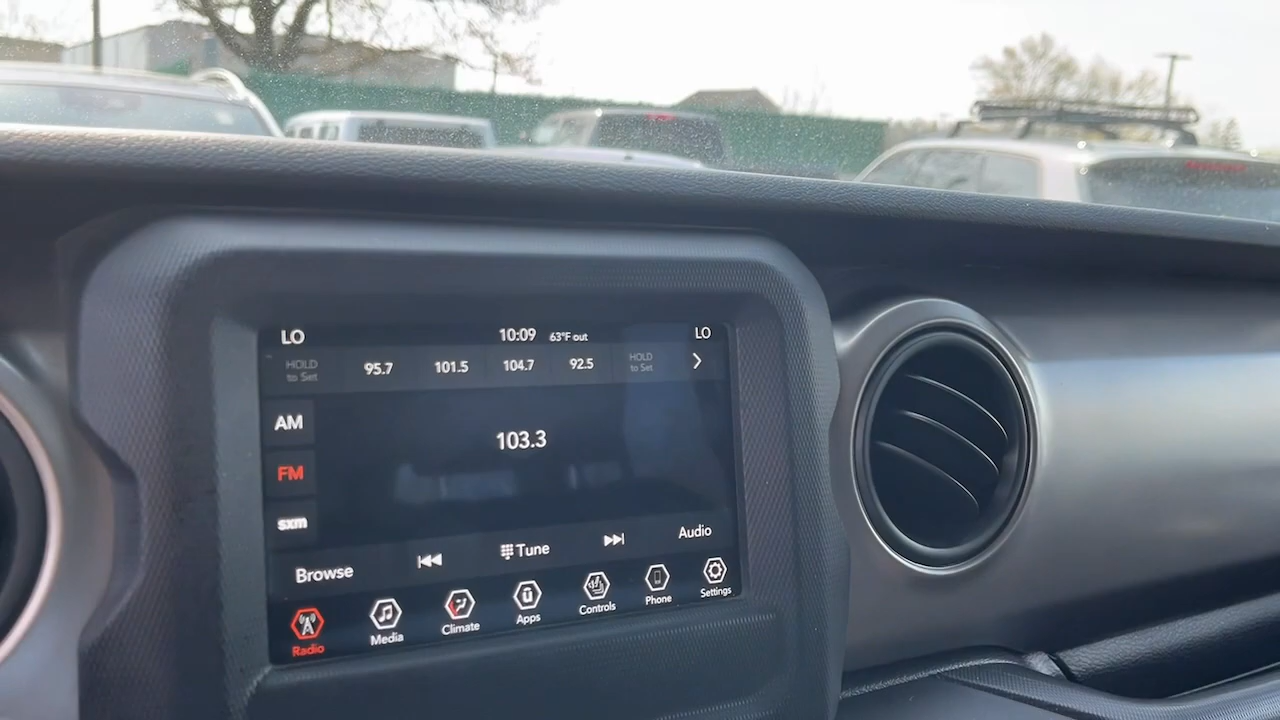 LO 10:09 63°F out LO
HOLD to Set 95.7 101.5 104.7 92.5 HOLD to Set
AM
103.3
FM
sxm
Browse Tune Audio
Radio Media Climate Apps Controls Phone Settings